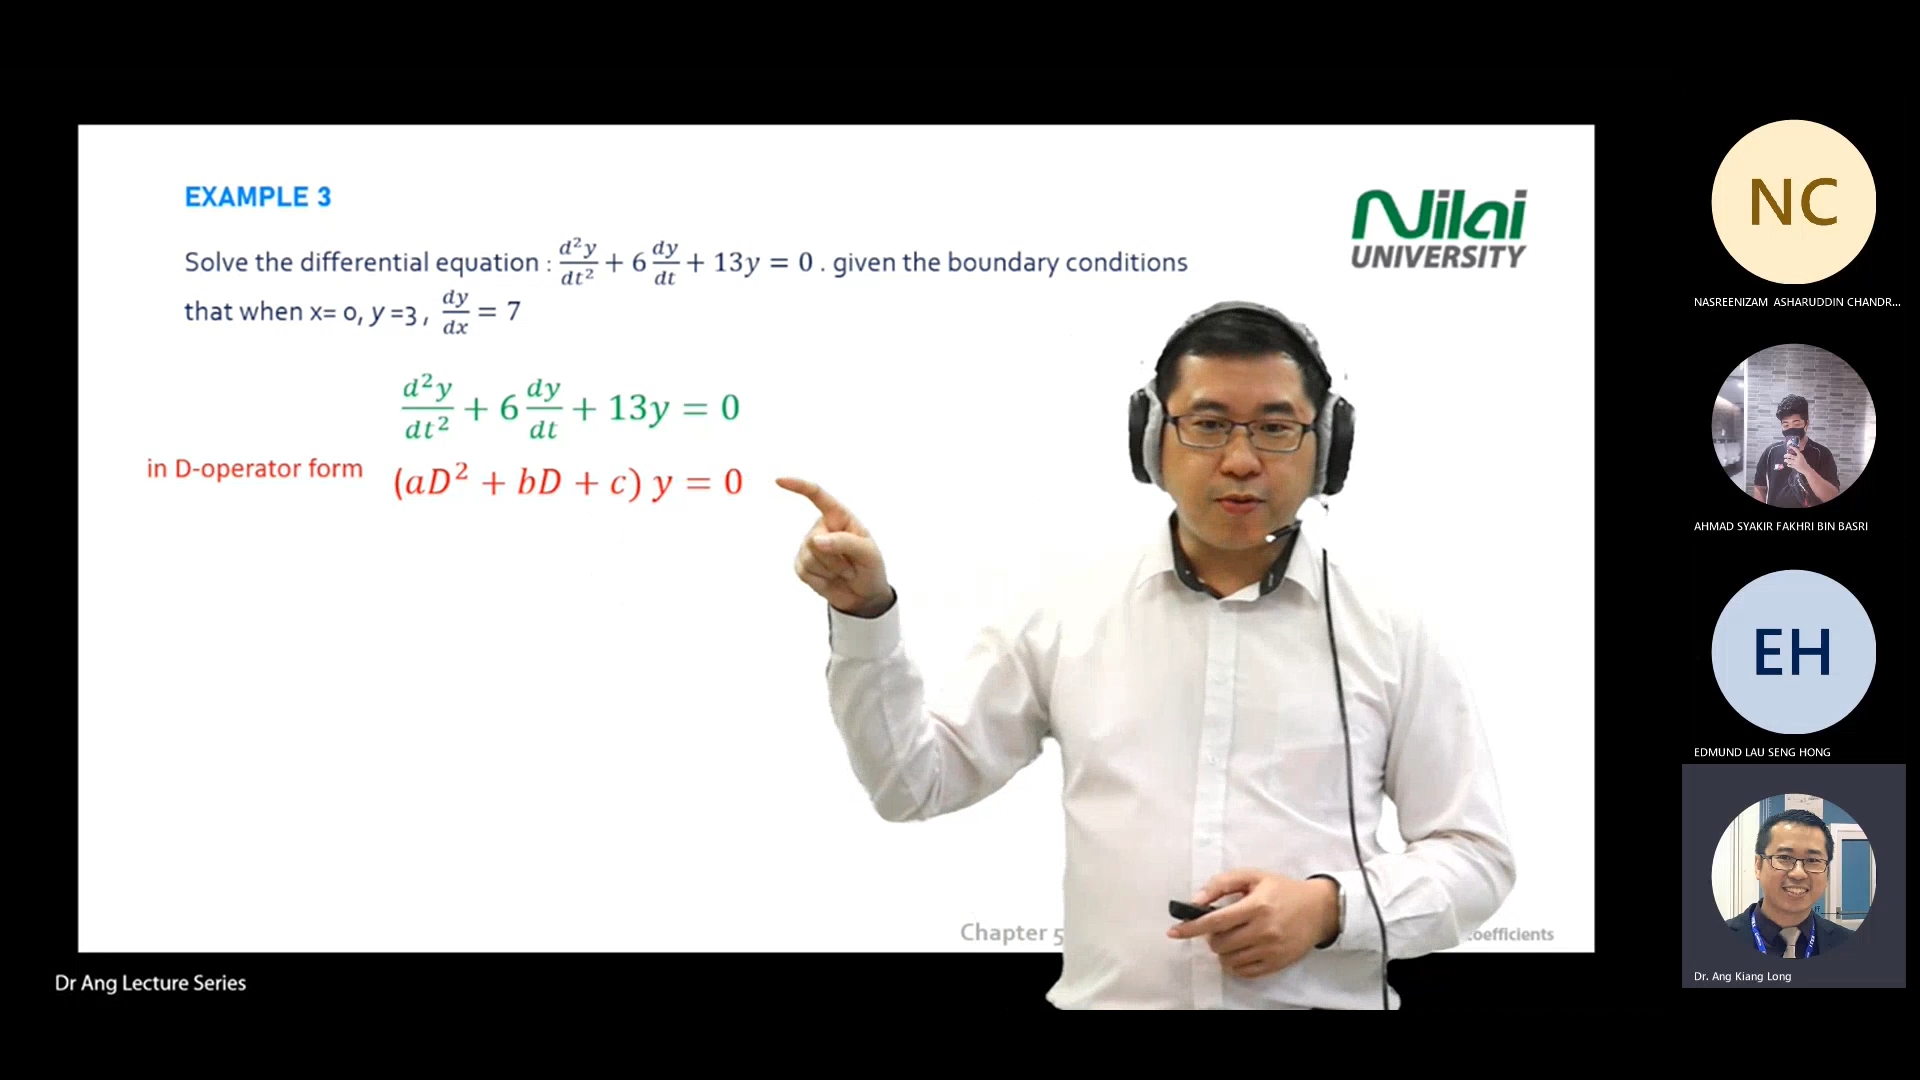 EXAMPLE 3
Solve the differential equation : d²y/dt² + 6 dy/dt + 13y = 0 . given the boundary conditions
that when x= 0, y =3 , dy/dx = 7
d²y/dt² + 6 dy/dt + 13y = 0
in D-operator form (aD² + bD + c) y = 0
Nilai
UNIVERSITY
Chapter 5
oefficients
Dr Ang Lecture Series
NC
NASREENIZAM ASHARUDDIN CHANDR...
AHMAD SYAKIR FAKHRI BIN BASRI
EH
EDMUND LAU SENG HONG
Dr. Ang Kiang Long